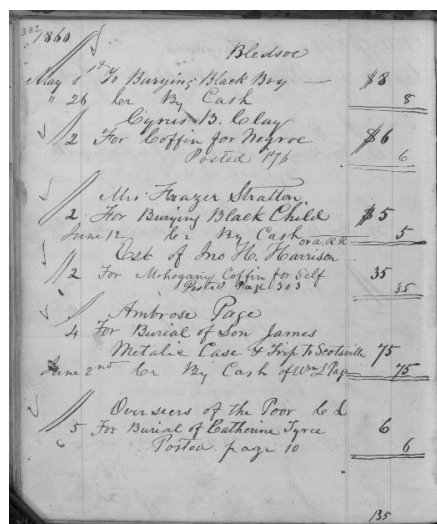 332
1860
Bledsoe
May 1st To Burying Black Boy — $8
" 26 Cr By Cash 8
Cyrus B. Clay
" 2 For Coffin for Negroe $6
Posted 176 6
Mrs Frazer Stratton
" 2 For Burying Black Child $5
June 12 Cr By Cash 5
Est of Jno H. Harrison
" 2 For Mohogany Coffin for Self 35
Posted Page 303 35
Ambrose Page
4 For Burial of Son James
Metalic Case & Trip to Scotsville 75
June 2nd Cr By Cash of Wm L Page 75
Overseers of the Poor
" 5 For Burial of Catherine Tyree 6
Posted page 10 6
135